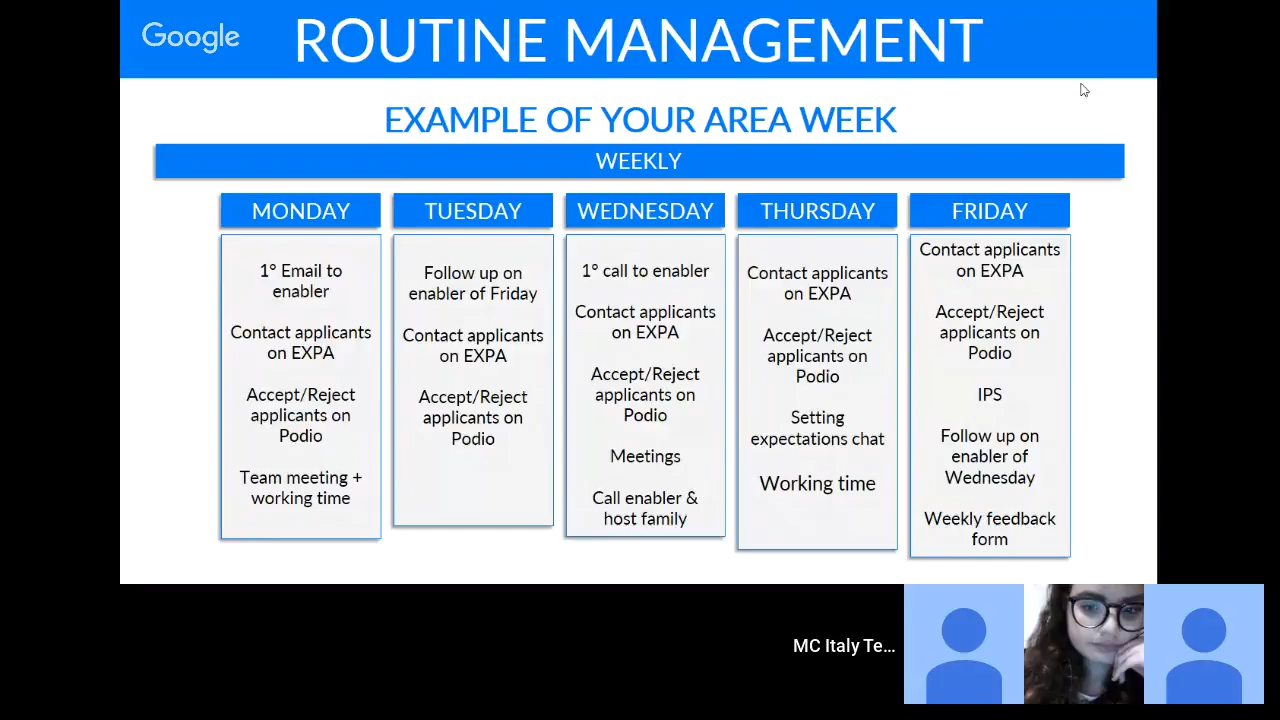 Google
ROUTINE MANAGEMENT
EXAMPLE OF YOUR AREA WEEK
WEEKLY
MONDAY
1° Email to
enabler
Contact applicants
on EXPA
Accept/Reject
applicants on
Podio
Team meeting +
working time
TUESDAY
Follow up on
enabler of Friday
Contact applicants
on EXPA
Accept/Reject
applicants on
Podio
WEDNESDAY
1° call to enabler
Contact applicants
on EXPA
Accept/Reject
applicants on
Podio
Meetings
Call enabler &
host family
THURSDAY
Contact applicants
on EXPA
Accept/Reject
applicants on
Podio
Setting
expectations chat
Working time
FRIDAY
Contact applicants
on EXPA
Accept/Reject
applicants on
Podio
IPS
Follow up on
enabler of
Wednesday
Weekly feedback
form
MC Italy Te...